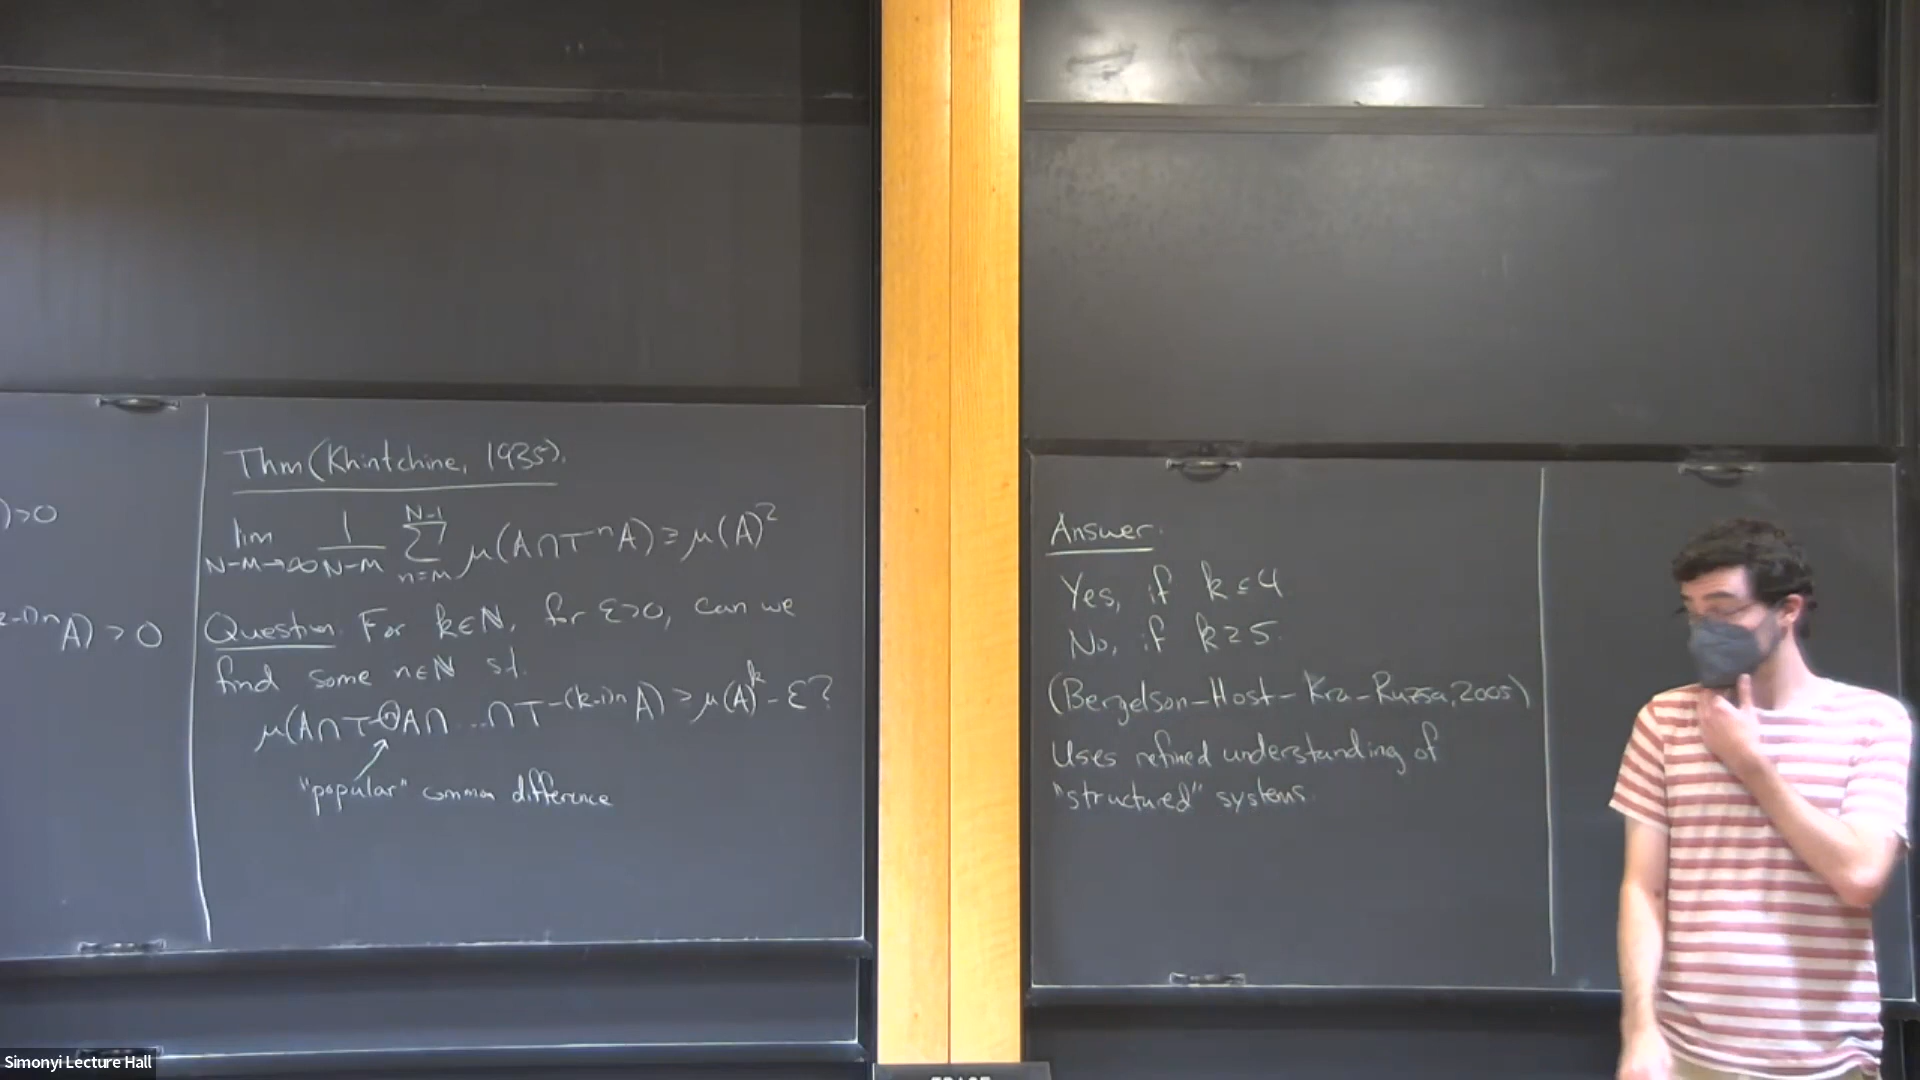 )>0
k-1)n A) > 0
Thm (Khintchine, 1935).
lim N-M→∞ 1/N-M Σ n=M N-1 μ(A∩T^n A) ≥ μ(A)^2
Question. For k∈ℕ, for ε>0, can we
find some n∈ℕ s.t.
μ(A∩T^-n A∩ ... ∩T^-(k-1)n A) ≥ μ(A)^k - ε?
"popular" common difference
Answer.
Yes, if k ≤ 4
No, if k ≥ 5.
(Bergelson-Host-Kra-Ruzsa, 2005)
Uses refined understanding of
"structured" systems.
Simonyi Lecture Hall